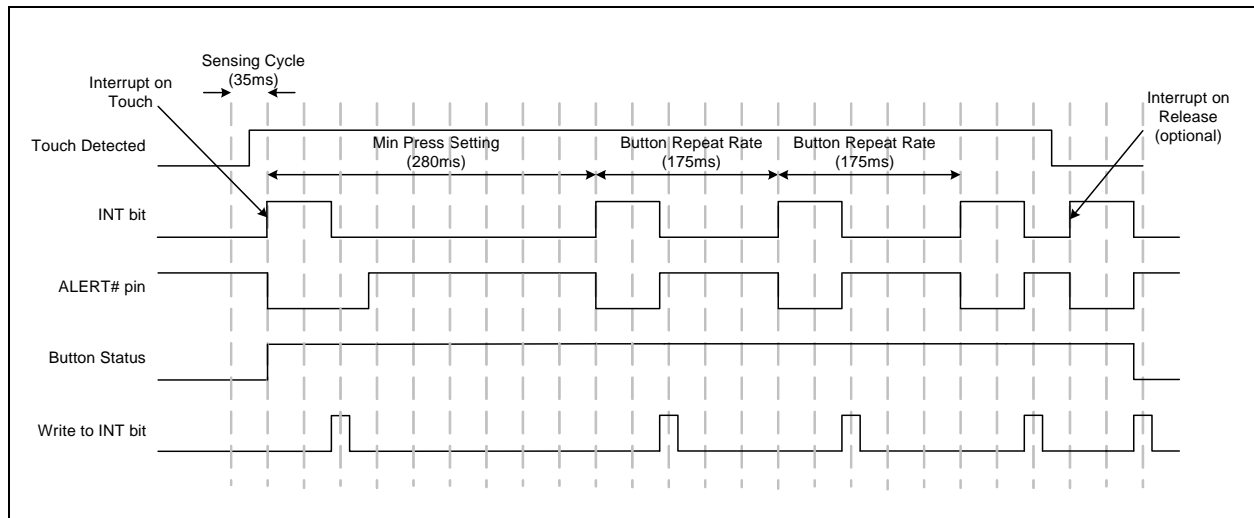 Sensing Cycle
(35ms)
Interrupt on
Touch
Interrupt on
Release
(optional)
Touch Detected
Min Press Setting
(280ms)
Button Repeat Rate
(175ms)
Button Repeat Rate
(175ms)
INT bit
ALERT# pin
Button Status
Write to INT bit